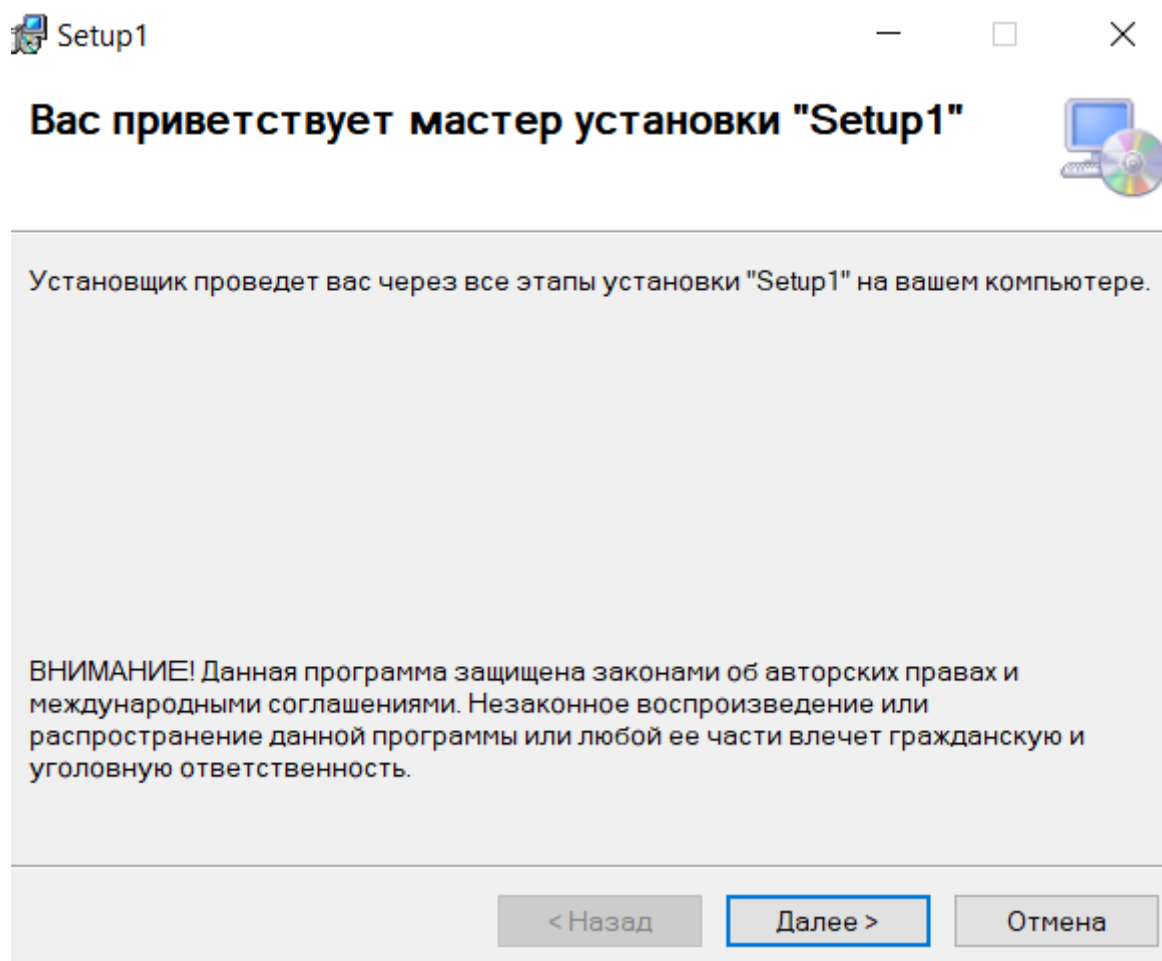 Setup1
Вас приветствует мастер установки "Setup1"
Установщик проведет вас через все этапы установки "Setup1" на вашем компьютере.
ВНИМАНИЕ! Данная программа защищена законами об авторских правах и
международными соглашениями. Незаконное воспроизведение или
распространение данной программы или любой ее части влечет гражданскую и
уголовную ответственность.
< Назад
Далее >
Отмена